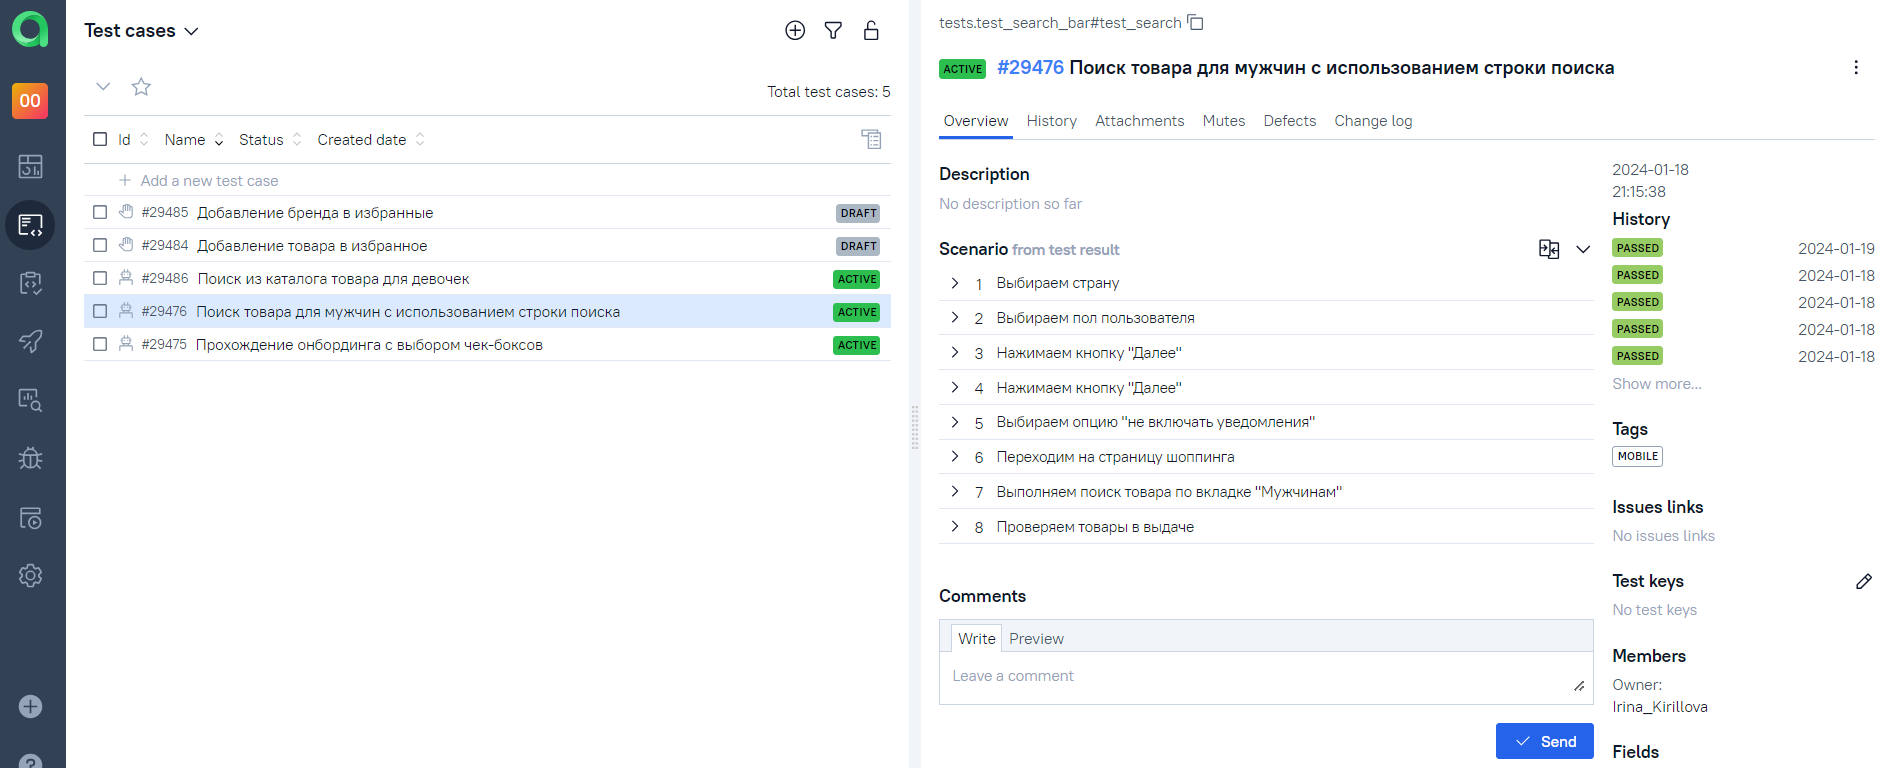 Test cases
Total test cases: 5
Id Name Status Created date
Add a new test case
#29485 Добавление бренда в избранные DRAFT
#29484 Добавление товара в избранное DRAFT
#29486 Поиск из каталога товара для девочек ACTIVE
#29476 Поиск товара для мужчин с использованием строки поиска ACTIVE
#29475 Прохождение онбординга с выбором чек-боксов ACTIVE
00
tests.test_search_bar#test_search
ACTIVE #29476 Поиск товара для мужчин с использованием строки поиска
Overview History Attachments Mutes Defects Change log
Description
No description so far
Scenario from test result
1 Выбираем страну
2 Выбираем пол пользователя
3 Нажимаем кнопку "Далее"
4 Нажимаем кнопку "Далее"
5 Выбираем опцию "не включать уведомления"
6 Переходим на страницу шоппинга
7 Выполняем поиск товара по вкладке "Мужчинам"
8 Проверяем товары в выдаче
Comments
Write Preview
Leave a comment
Send
2024-01-18
21:15:38
History
PASSED 2024-01-19
PASSED 2024-01-18
PASSED 2024-01-18
PASSED 2024-01-18
PASSED 2024-01-18
Show more...
Tags
MOBILE
Issues links
No issues links
Test keys
No test keys
Members
Owner:
Irina_Kirillova
Fields